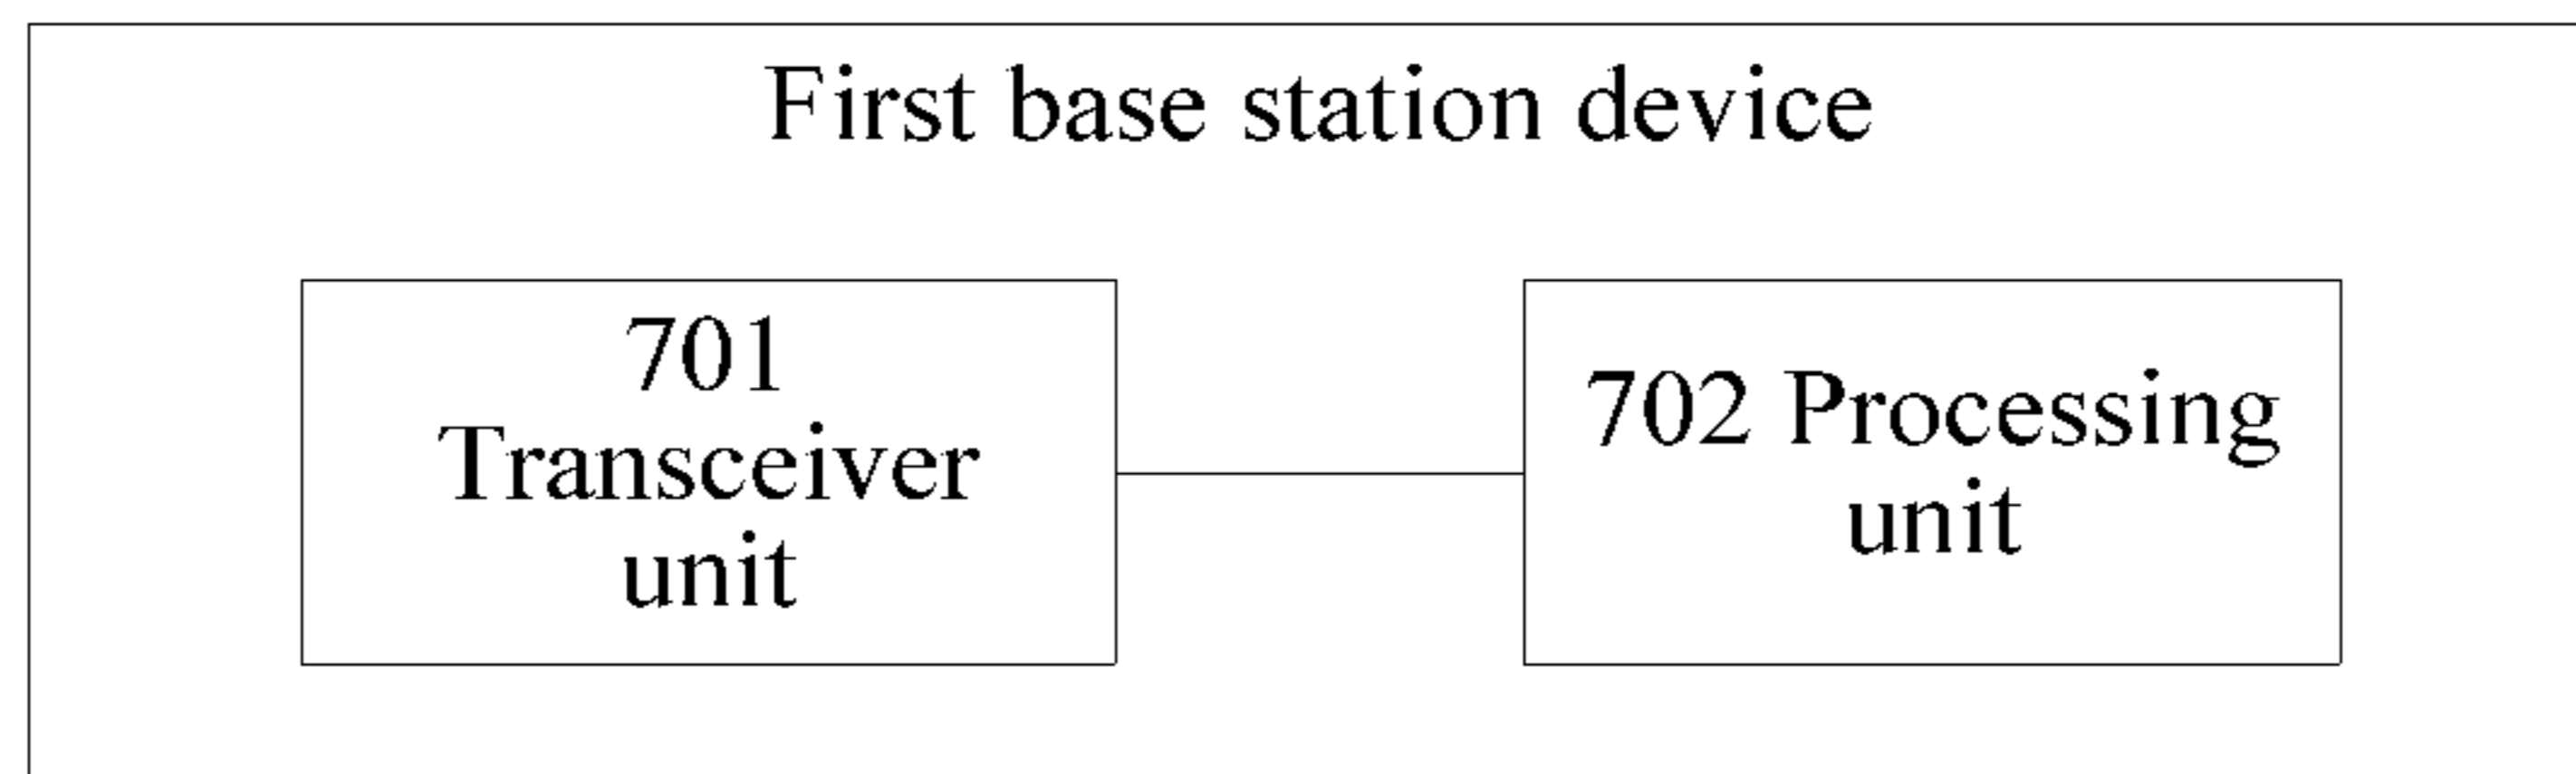 First base station device
701
Transceiver
unit
702 Processing
unit